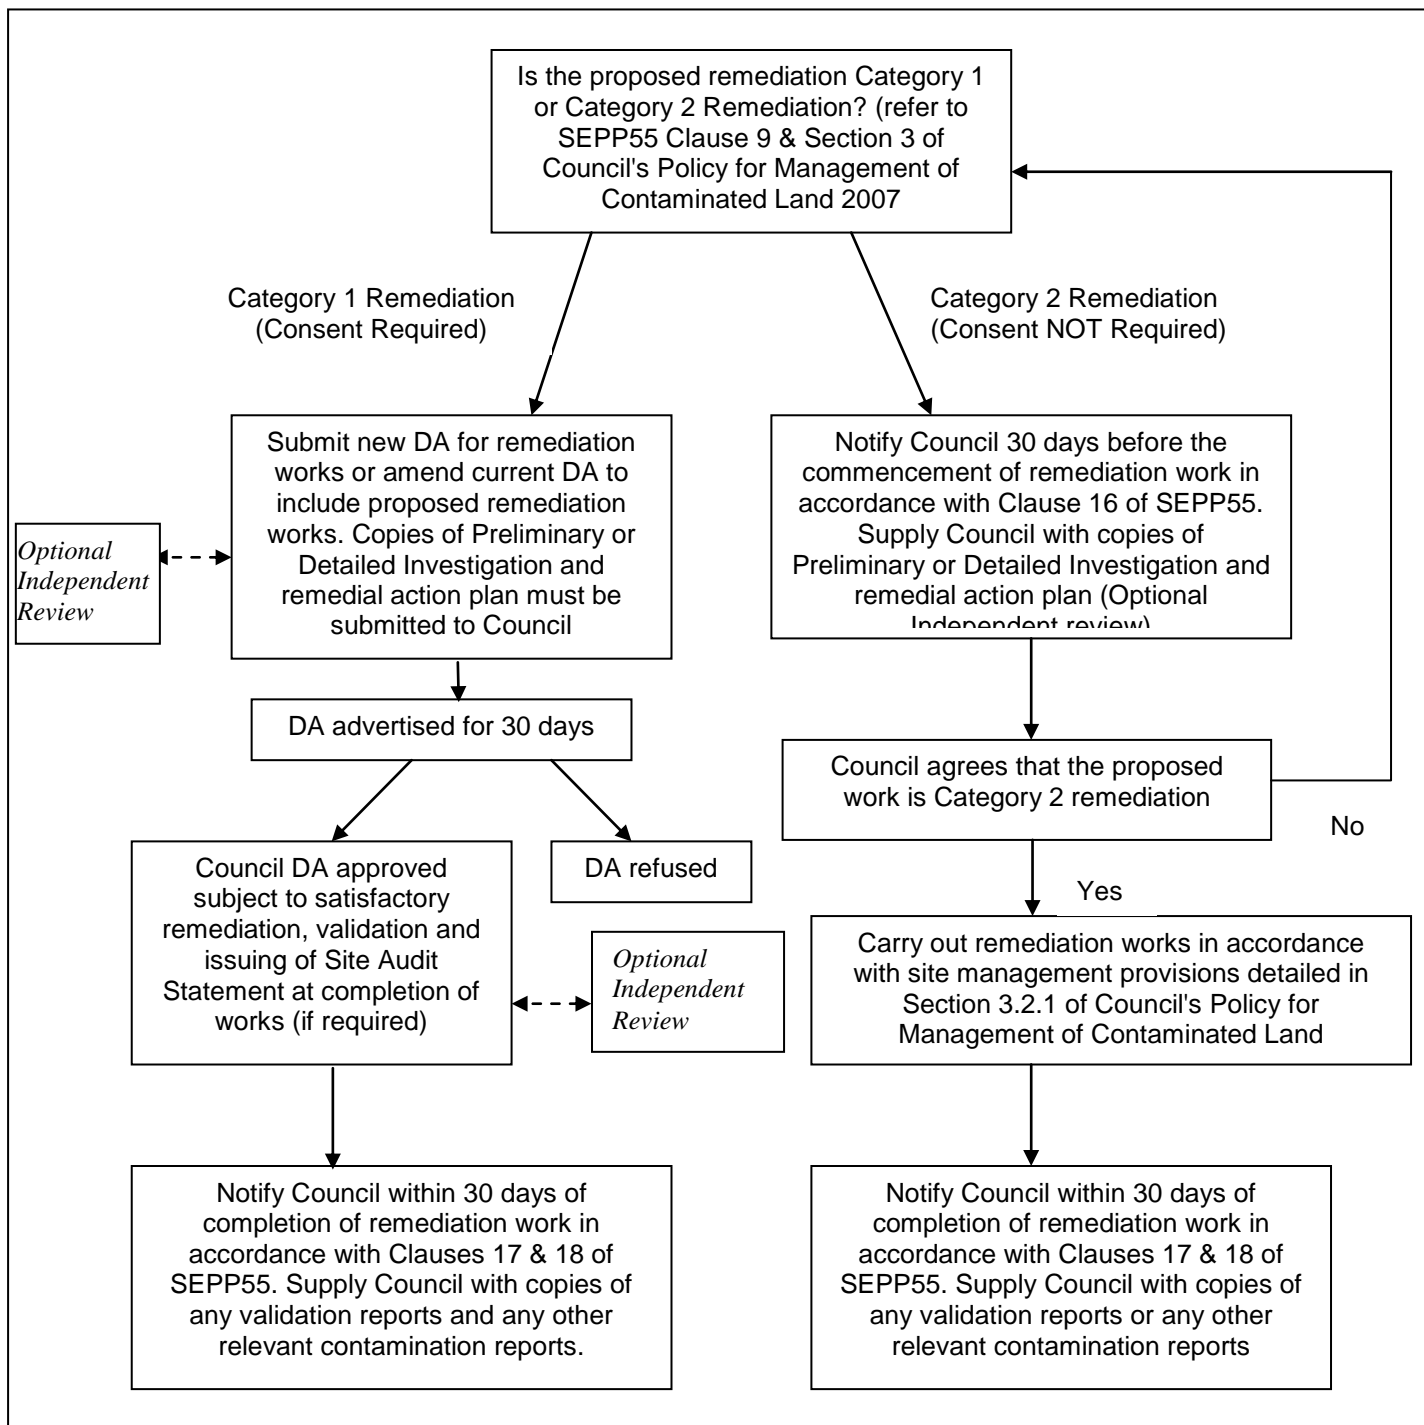 Is the proposed remediation Category 1
or Category 2 Remediation? (refer to
SEPP55 Clause 9 & Section 3 of
Council's Policy for Management of
Contaminated Land 2007
Category 1 Remediation
(Consent Required)
Category 2 Remediation
(Consent NOT Required)
Submit new DA for remediation
works or amend current DA to
include proposed remediation
works. Copies of Preliminary or
Detailed Investigation and
remedial action plan must be
submitted to Council
Optional
Independent
Review
Notify Council 30 days before the
commencement of remediation work in
accordance with Clause 16 of SEPP55.
Supply Council with copies of
Preliminary or Detailed Investigation and
remedial action plan (Optional
Independent review)
DA advertised for 30 days
Council agrees that the proposed
work is Category 2 remediation
No
Yes
Council DA approved
subject to satisfactory
remediation, validation and
issuing of Site Audit
Statement at completion of
works (if required)
DA refused
Optional
Independent
Review
Carry out remediation works in accordance
with site management provisions detailed in
Section 3.2.1 of Council's Policy for
Management of Contaminated Land
Notify Council within 30 days of
completion of remediation work in
accordance with Clauses 17 & 18 of
SEPP55. Supply Council with copies of
any validation reports and any other
relevant contamination reports.
Notify Council within 30 days of
completion of remediation work in
accordance with Clauses 17 & 18 of
SEPP55. Supply Council with copies of
any validation reports or any other
relevant contamination reports